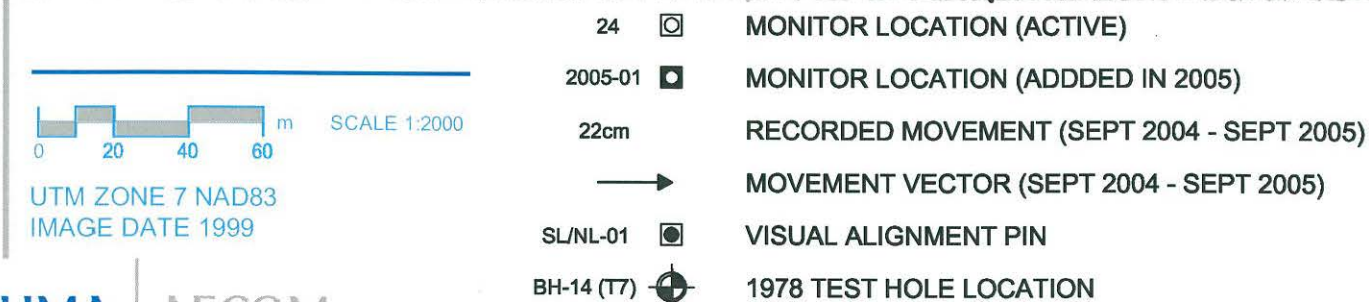 24 MONITOR LOCATION (ACTIVE)
2005-01 MONITOR LOCATION (ADDDED IN 2005)
22cm RECORDED MOVEMENT (SEPT 2004 - SEPT 2005)
MOVEMENT VECTOR (SEPT 2004 - SEPT 2005)
SL/NL-01 VISUAL ALIGNMENT PIN
BH-14 (T7) 1978 TEST HOLE LOCATION
m SCALE 1:2000
0 20 40 60
UTM ZONE 7 NAD83
IMAGE DATE 1999